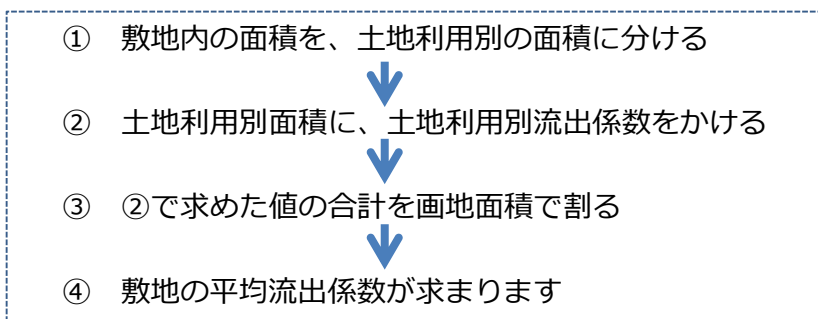 ① 敷地内の面積を、土地利用別の面積に分ける
② 土地利用別面積に、土地利用別流出係数をかける
③ ②で求めた値の合計を画地面積で割る
④ 敷地の平均流出係数が求まります